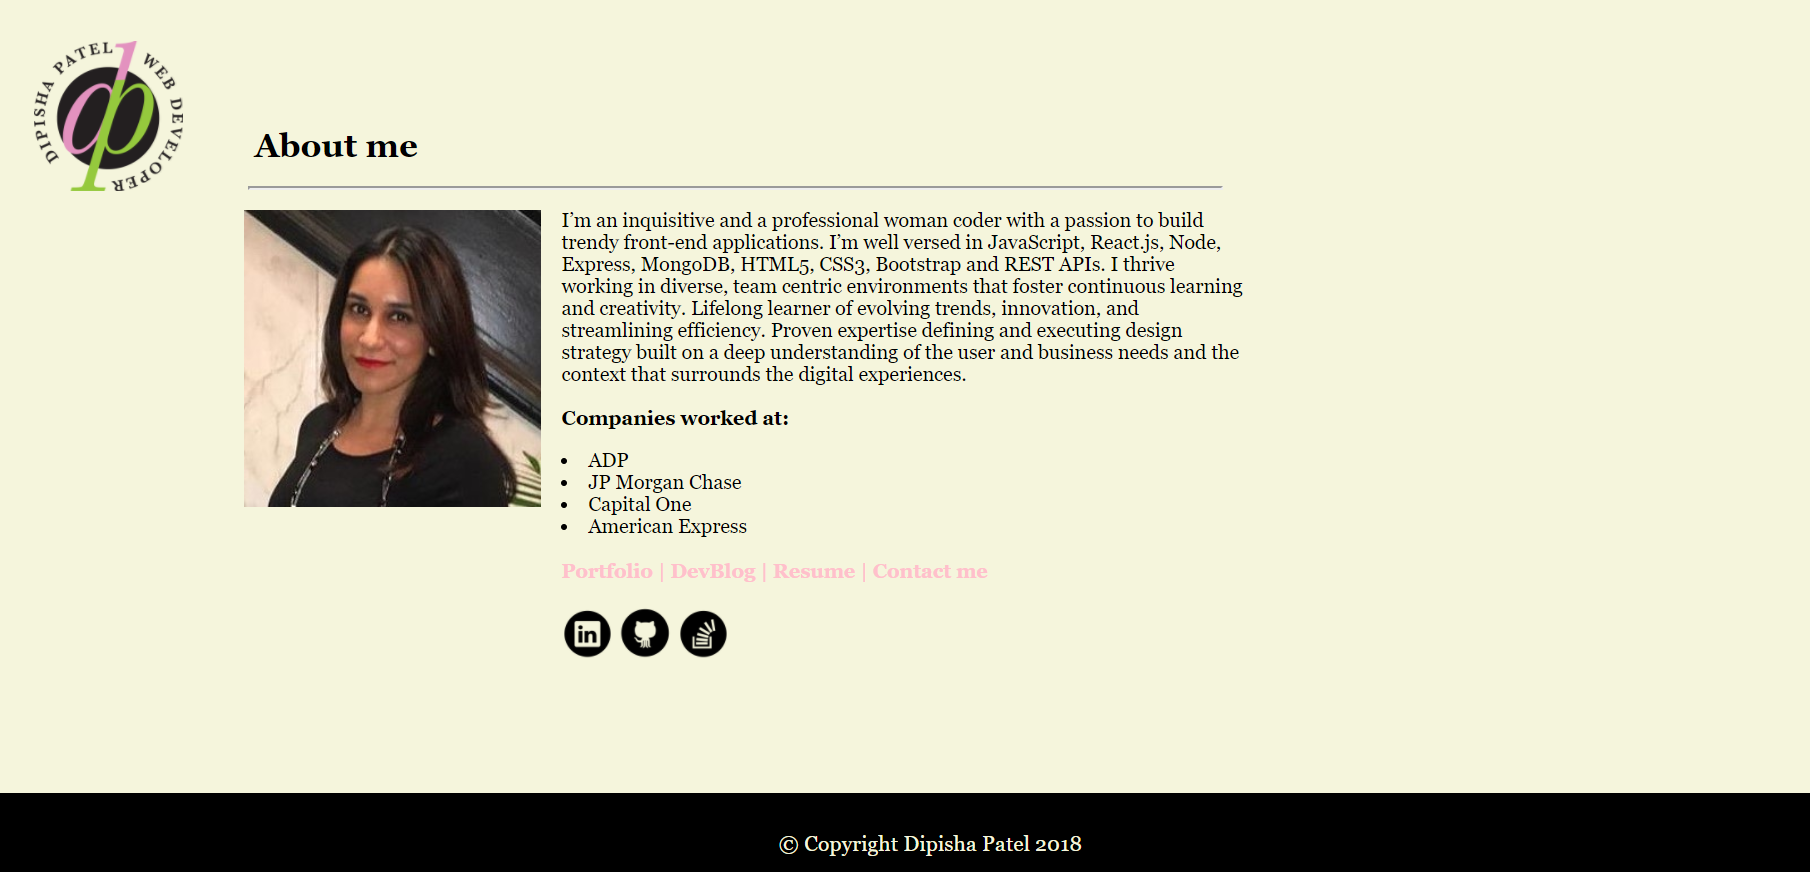 DIPISHA PATEL WEB DEVELOPER
dp
About me
I’m an inquisitive and a professional woman coder with a passion to build
trendy front-end applications. I’m well versed in JavaScript, React.js, Node,
Express, MongoDB, HTML5, CSS3, Bootstrap and REST APIs. I thrive
working in diverse, team centric environments that foster continuous learning
and creativity. Lifelong learner of evolving trends, innovation, and
streamlining efficiency. Proven expertise defining and executing design
strategy built on a deep understanding of the user and business needs and the
context that surrounds the digital experiences.
Companies worked at:
• ADP
• JP Morgan Chase
• Capital One
• American Express
Portfolio | DevBlog | Resume | Contact me
in
© Copyright Dipisha Patel 2018